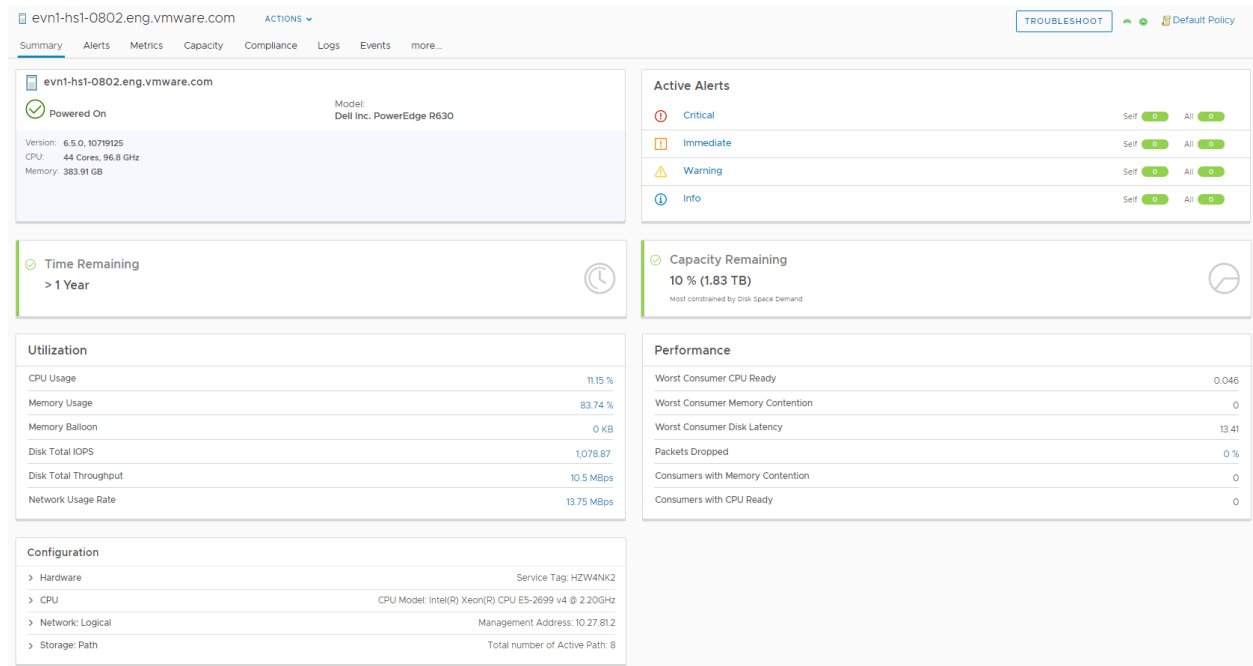 evn1-hs1-0802.eng.vmware.com ACTIONS
TROUBLESHOOT Default Policy
Summary Alerts Metrics Capacity Compliance Logs Events more...
evn1-hs1-0802.eng.vmware.com
Powered On
Model:
Dell Inc. PowerEdge R630
Version: 6.5.0, 10719125
CPU: 44 Cores, 96.8 GHz
Memory: 383.91 GB
Active Alerts
Critical Self 0 All 0
Immediate Self 0 All 0
Warning Self 0 All 0
Info Self 0 All 0
Time Remaining
> 1 Year
Capacity Remaining
10 % (1.83 TB)
Most constrained by Disk Space Demand
Utilization
CPU Usage 11.15 %
Memory Usage 83.74 %
Memory Balloon 0 KB
Disk Total IOPS 1,078.87
Disk Total Throughput 10.5 MBps
Network Usage Rate 13.75 MBps
Performance
Worst Consumer CPU Ready 0.046
Worst Consumer Memory Contention 0
Worst Consumer Disk Latency 13.41
Packets Dropped 0 %
Consumers with Memory Contention 0
Consumers with CPU Ready 0
Configuration
Hardware Service Tag: HZW4NK2
CPU CPU Model: Intel(R) Xeon(R) CPU E5-2699 v4 @ 2.20GHz
Network: Logical Management Address: 10.27.81.2
Storage: Path Total number of Active Path: 8